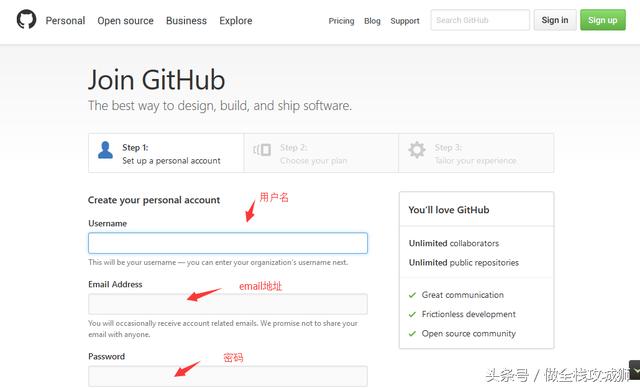 Personal Open source Business Explore Pricing Blog Support Search GitHub Sign in Sign up
Join GitHub
The best way to design, build, and ship software.
Step 1:
Set up a personal account
Step 2:
Choose your plan
Step 3:
Tailor your experience
Create your personal account
用户名
Username
This will be your username — you can enter your organization's username next.
Email Address
email地址
You will occasionally receive account related emails. We promise not to share your
email with anyone.
Password
密码
You'll love GitHub
Unlimited collaborators
Unlimited public repositories
Great communication
Frictionless development
Open source community
头条号 / 做全栈攻城狮